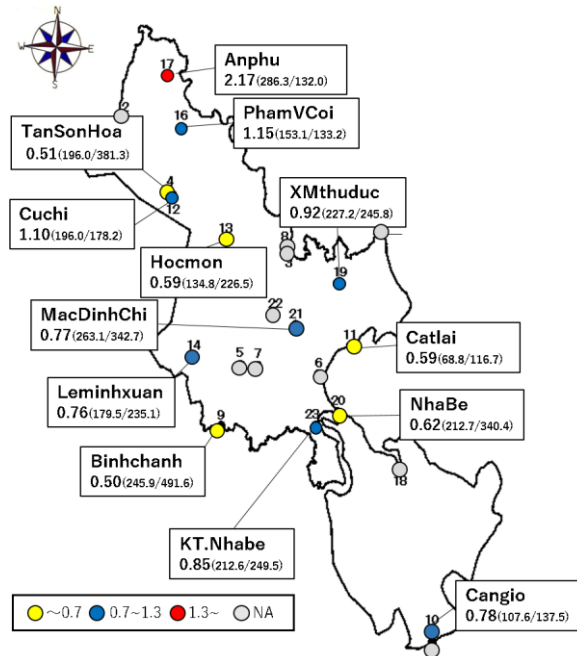 N
W
E
S
17
Anphu
2.17(286.3/132.0)
2
16
PhamVCoi
1.15(153.1/133.2)
TanSonHoa
0.51(196.0/381.3)
4
12
XMthuduc
0.92(227.2/245.8)
Cuchi
1.10(196.0/178.2)
13
8
3
Hocmon
0.59(134.8/226.5)
19
MacDinhChi
0.77(263.1/342.7)
22
21
14
5
7
11
Catlai
0.59(68.8/116.7)
6
Leminhxuan
0.76(179.5/235.1)
9
23
20
NhaBe
0.62(212.7/340.4)
Binhchanh
0.50(245.9/491.6)
18
KT.Nhabe
0.85(212.6/249.5)
Cangio
0.78(107.6/137.5)
10
～0.7
0.7~1.3
1.3~
NA